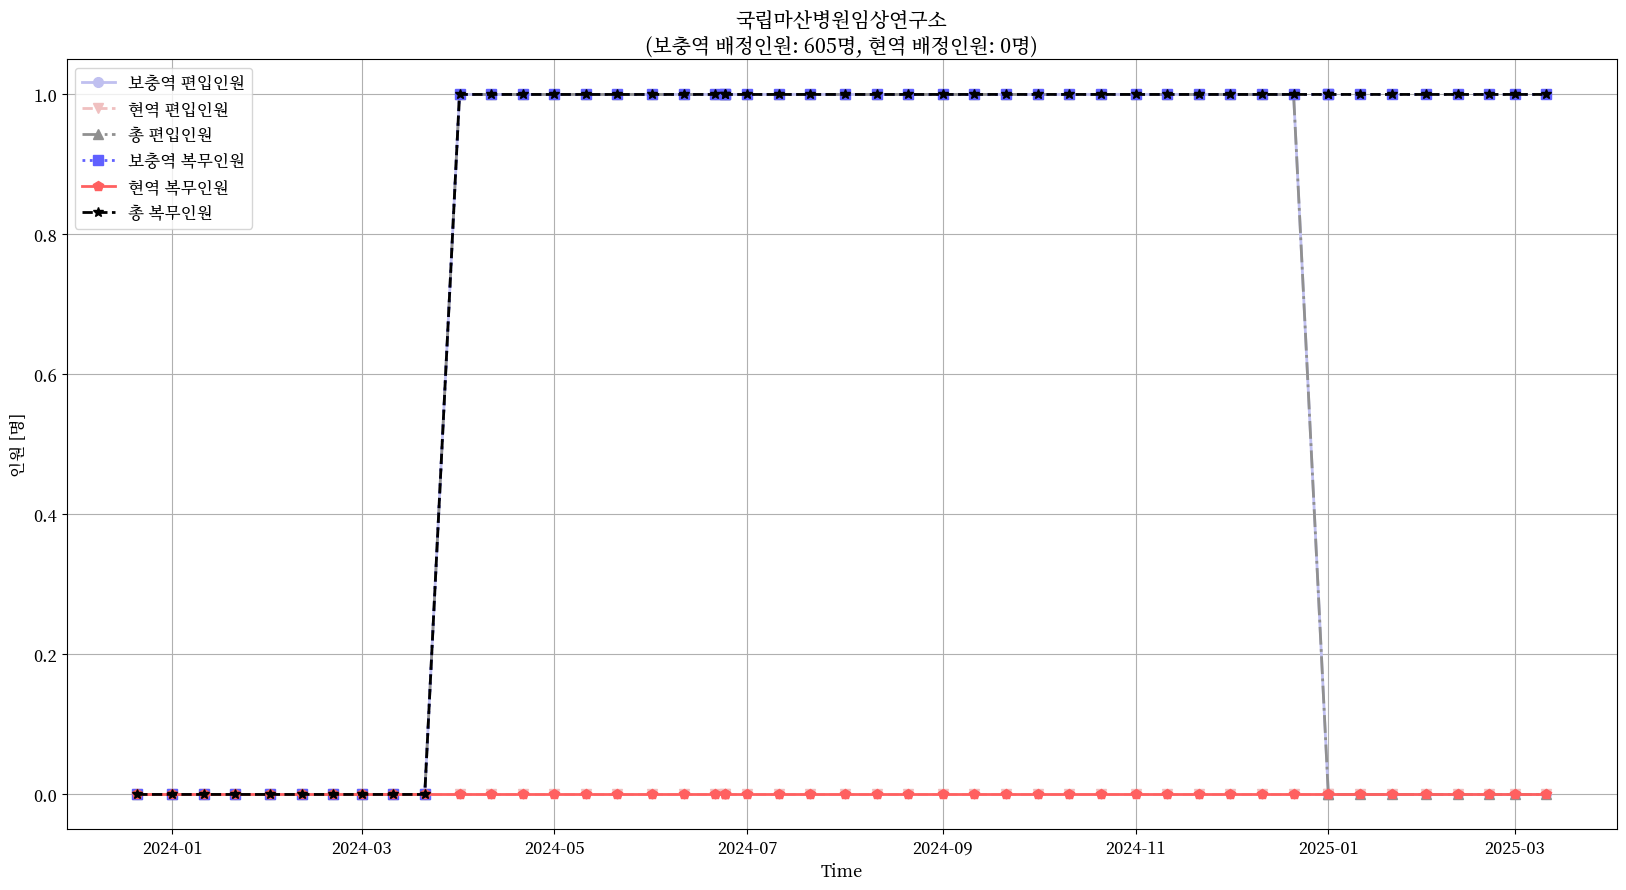 국립마산병원임상연구소
(보충역 배정인원: 605명, 현역 배정인원: 0명)
보충역 편입인원
현역 편입인원
총 편입인원
보충역 복무인원
현역 복무인원
총 복무인원
1.0
0.8
0.6
0.4
0.2
0.0
인원 [명]
2024-01
2024-03
2024-05
2024-07
2024-09
2024-11
2025-01
2025-03
Time